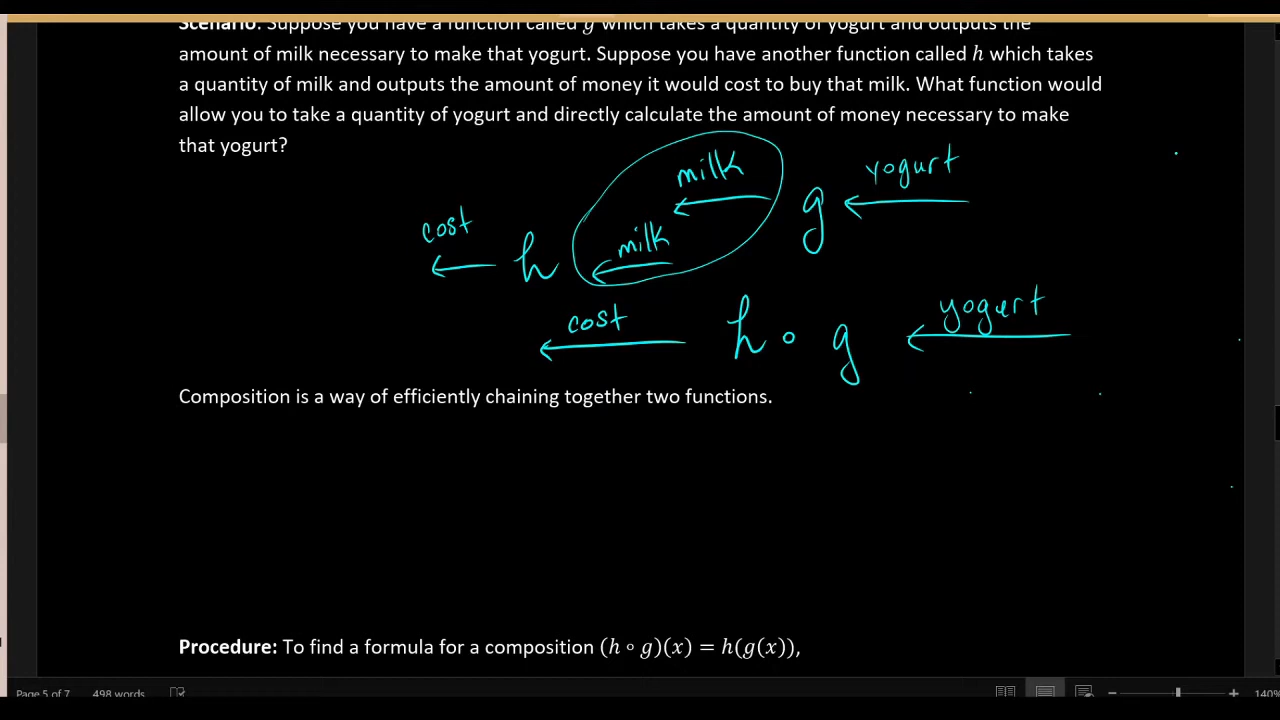 Scenario: Suppose you have a function called g which takes a quantity of yogurt and outputs the
amount of milk necessary to make that yogurt. Suppose you have another function called h which takes
a quantity of milk and outputs the amount of money it would cost to buy that milk. What function would
allow you to take a quantity of yogurt and directly calculate the amount of money necessary to make
that yogurt?
milk
yogurt
g
cost
milk
h
cost
h ∘ g
yogurt
Composition is a way of efficiently chaining together two functions.
Procedure: To find a formula for a composition (h ∘ g)(x) = h(g(x)),
Page 5 of 7 498 words 140%